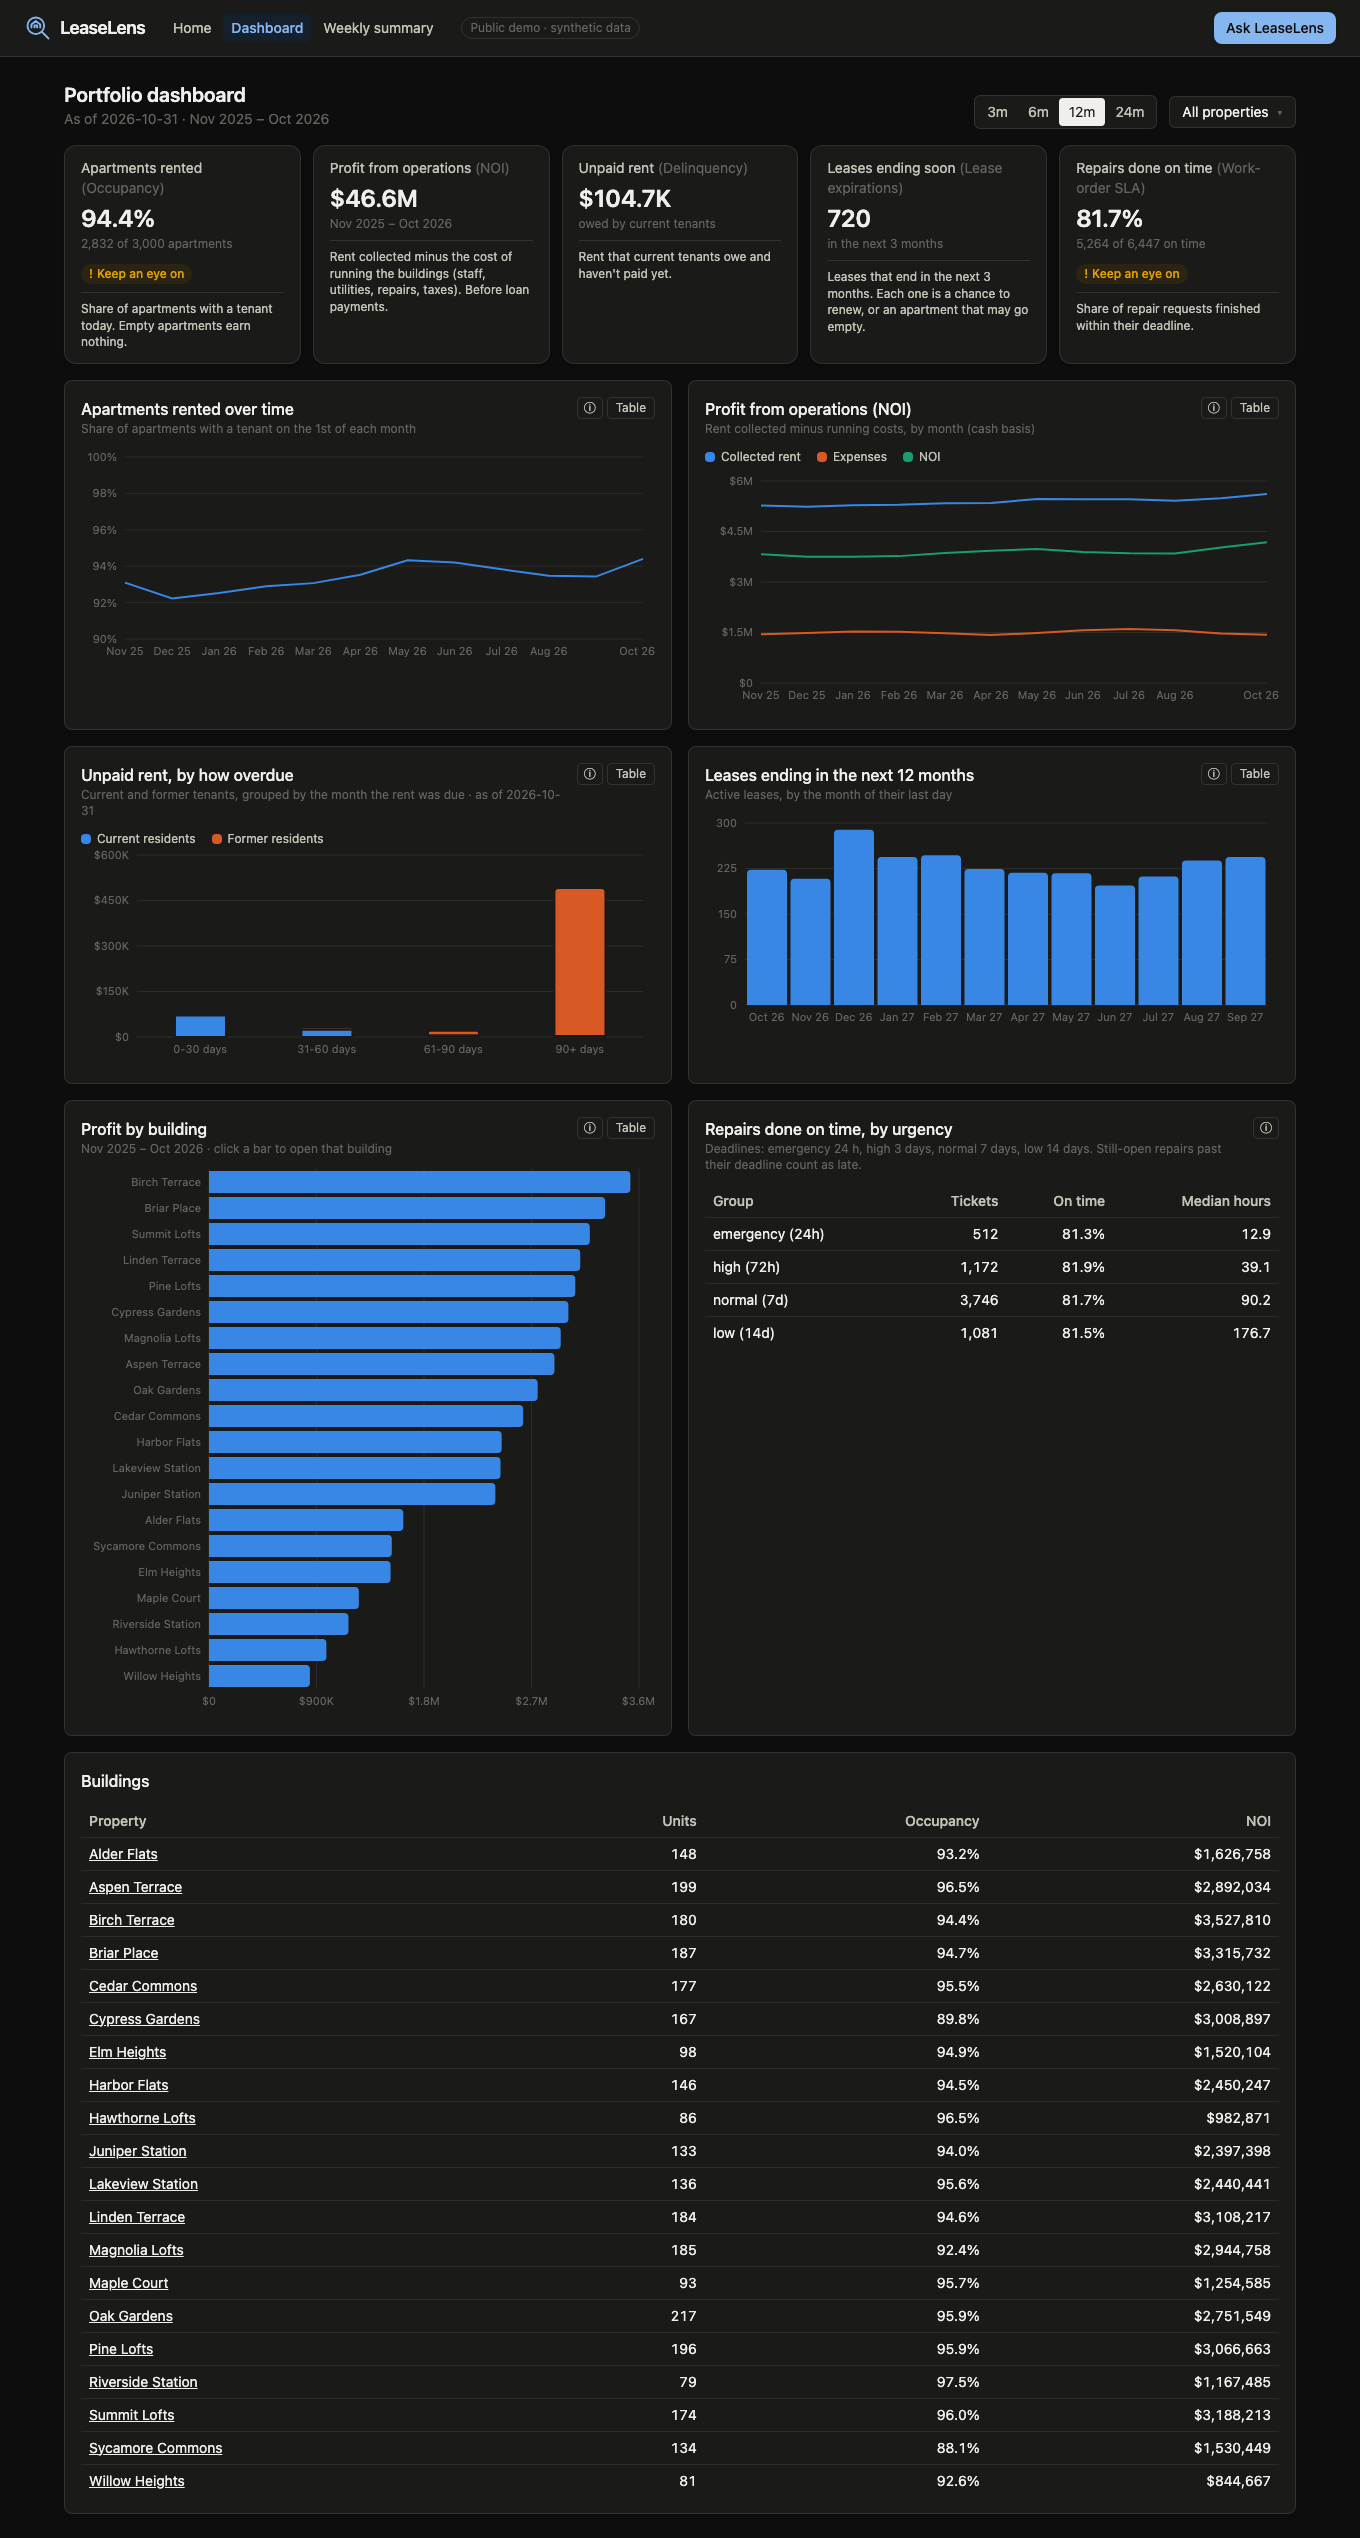 LeaseLens
Home
Dashboard
Weekly summary
Public demo · synthetic data
Ask LeaseLens
Portfolio dashboard
As of 2026-10-31 · Nov 2025 – Oct 2026
3m 6m 12m 24m
All properties
Apartments rented
(Occupancy)
94.4%
2,832 of 3,000 apartments
! Keep an eye on
Share of apartments with a tenant
today. Empty apartments earn
nothing.
Profit from operations (NOI)
$46.6M
Nov 2025 – Oct 2026
Rent collected minus the cost of
running the buildings (staff,
utilities, repairs, taxes). Before loan
payments.
Unpaid rent (Delinquency)
$104.7K
owed by current tenants
Rent that current tenants owe and
haven't paid yet.
Leases ending soon (Lease
expirations)
720
in the next 3 months
Leases that end in the next 3
months. Each one is a chance to
renew, or an apartment that may go
empty.
Repairs done on time (Work-
order SLA)
81.7%
5,264 of 6,447 on time
! Keep an eye on
Share of repair requests finished
within their deadline.
Apartments rented over time
ⓘ Table
Share of apartments with a tenant on the 1st of each month
100%
98%
96%
94%
92%
90%
Nov 25 Dec 25 Jan 26 Feb 26 Mar 26 Apr 26 May 26 Jun 26 Jul 26 Aug 26 Oct 26
Profit from operations (NOI)
ⓘ Table
Rent collected minus running costs, by month (cash basis)
Collected rent Expenses NOI
$6M
$4.5M
$3M
$1.5M
$0
Nov 25 Dec 25 Jan 26 Feb 26 Mar 26 Apr 26 May 26 Jun 26 Jul 26 Aug 26 Oct 26
Unpaid rent, by how overdue
ⓘ Table
Current and former tenants, grouped by the month the rent was due · as of 2026-10-
31
Current residents Former residents
$600K
$450K
$300K
$150K
$0
0-30 days 31-60 days 61-90 days 90+ days
Leases ending in the next 12 months
ⓘ Table
Active leases, by the month of their last day
300
225
150
75
0
Oct 26 Nov 26 Dec 26 Jan 27 Feb 27 Mar 27 Apr 27 May 27 Jun 27 Jul 27 Aug 27 Sep 27
Profit by building
ⓘ Table
Nov 2025 – Oct 2026 · click a bar to open that building
Birch Terrace
Briar Place
Summit Lofts
Linden Terrace
Pine Lofts
Cypress Gardens
Magnolia Lofts
Aspen Terrace
Oak Gardens
Cedar Commons
Harbor Flats
Lakeview Station
Juniper Station
Alder Flats
Sycamore Commons
Elm Heights
Maple Court
Riverside Station
Hawthorne Lofts
Willow Heights
$0 $900K $1.8M $2.7M $3.6M
Repairs done on time, by urgency
ⓘ
Deadlines: emergency 24 h, high 3 days, normal 7 days, low 14 days. Still-open repairs past
their deadline count as late.
Group Tickets On time Median hours
emergency (24h) 512 81.3% 12.9
high (72h) 1,172 81.9% 39.1
normal (7d) 3,746 81.7% 90.2
low (14d) 1,081 81.5% 176.7
Buildings
Property Units Occupancy NOI
Alder Flats 148 93.2% $1,626,758
Aspen Terrace 199 96.5% $2,892,034
Birch Terrace 180 94.4% $3,527,810
Briar Place 187 94.7% $3,315,732
Cedar Commons 177 95.5% $2,630,122
Cypress Gardens 167 89.8% $3,008,897
Elm Heights 98 94.9% $1,520,104
Harbor Flats 146 94.5% $2,450,247
Hawthorne Lofts 86 96.5% $982,871
Juniper Station 133 94.0% $2,397,398
Lakeview Station 136 95.6% $2,440,441
Linden Terrace 184 94.6% $3,108,217
Magnolia Lofts 185 92.4% $2,944,758
Maple Court 93 95.7% $1,254,585
Oak Gardens 217 95.9% $2,751,549
Pine Lofts 196 95.9% $3,066,663
Riverside Station 79 97.5% $1,167,485
Summit Lofts 174 96.0% $3,188,213
Sycamore Commons 134 88.1% $1,530,449
Willow Heights 81 92.6% $844,667